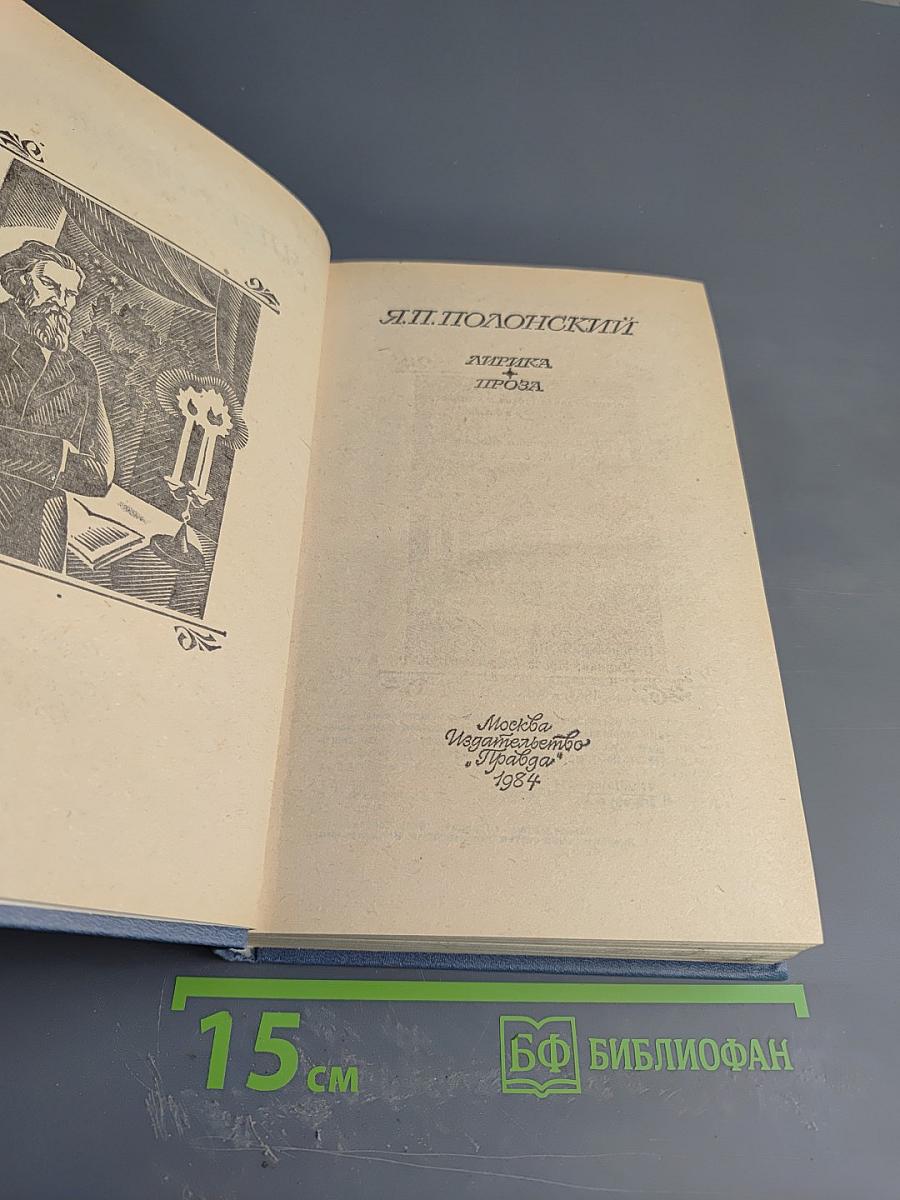 Я.П.ПОЛОНСКИЙ
ЛИРИКА
ПРОЗА
Москва
Издательство
„Правда“
1984
15 см
БФ БИБЛИОФАН